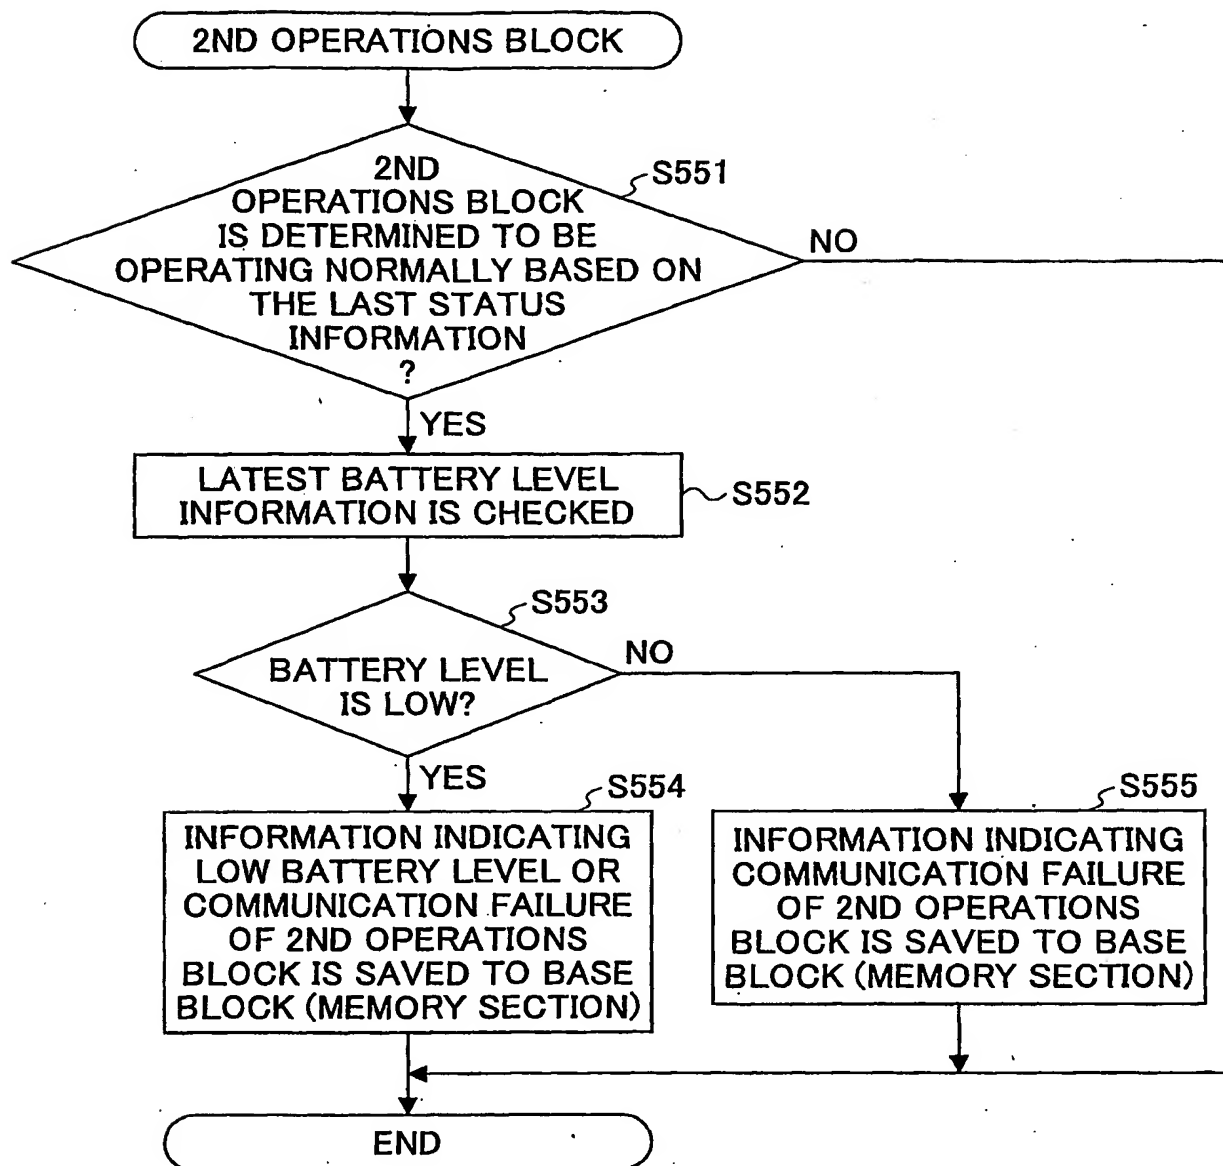 2ND OPERATIONS BLOCK
2ND
OPERATIONS BLOCK
IS DETERMINED TO BE
OPERATING NORMALLY BASED ON
THE LAST STATUS
INFORMATION
?
S551
NO
YES
LATEST BATTERY LEVEL
INFORMATION IS CHECKED
S552
S553
BATTERY LEVEL
IS LOW?
NO
YES
S554
INFORMATION INDICATING
LOW BATTERY LEVEL OR
COMMUNICATION FAILURE
OF 2ND OPERATIONS
BLOCK IS SAVED TO BASE
BLOCK (MEMORY SECTION)
S555
INFORMATION INDICATING
COMMUNICATION FAILURE
OF 2ND OPERATIONS
BLOCK IS SAVED TO BASE
BLOCK (MEMORY SECTION)
END